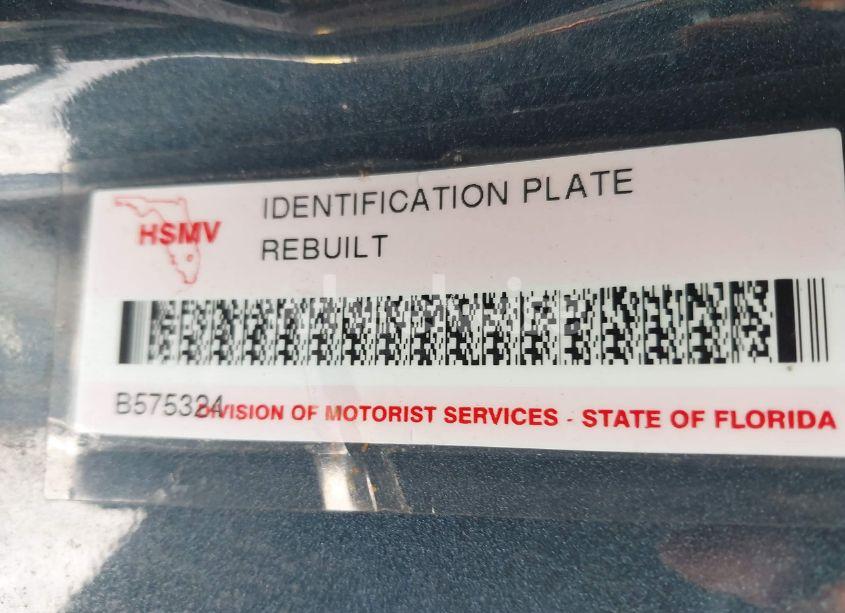 HSMV
IDENTIFICATION PLATE
REBUILT
B575324
DIVISION OF MOTORIST SERVICES - STATE OF FLORIDA